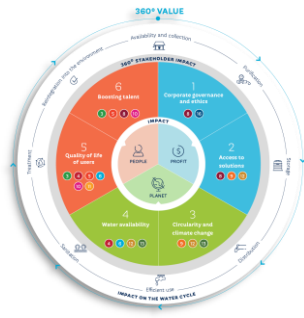 360º VALUE
Availability and collection
Purification
Storage
Distribution
Efficient use
Sanitation
Treatment
Reintegration into the environment
360º STAKEHOLDER IMPACT
1
Corporate governance
and ethics
2
Access to
solutions
3
Circularity and
climate change
4
Water availability
5
Quality of life
of users
6
Boosting talent
IMPACT
PEOPLE
PROFIT
PLANET
IMPACT ON THE WATER CYCLE